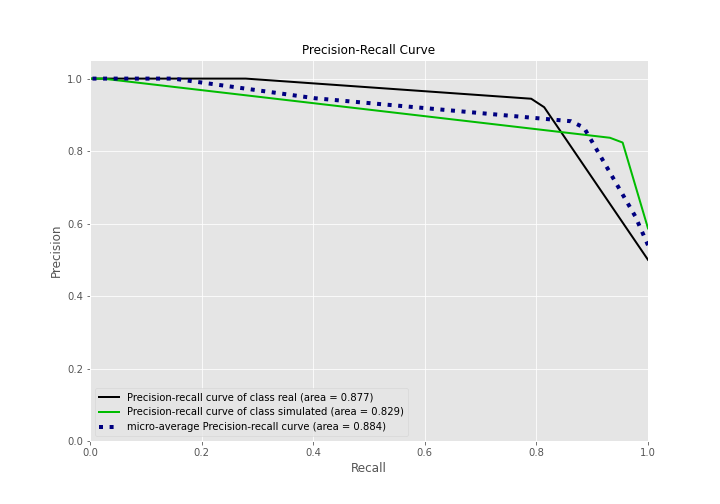 Precision-Recall Curve
1.0
0.8
0.6
0.4
0.2
0.0
Precision
Precision-recall curve of class real (area = 0.877)
Precision-recall curve of class simulated (area = 0.829)
micro-average Precision-recall curve (area = 0.884)
0.0 0.2 0.4 0.6 0.8 1.0
Recall